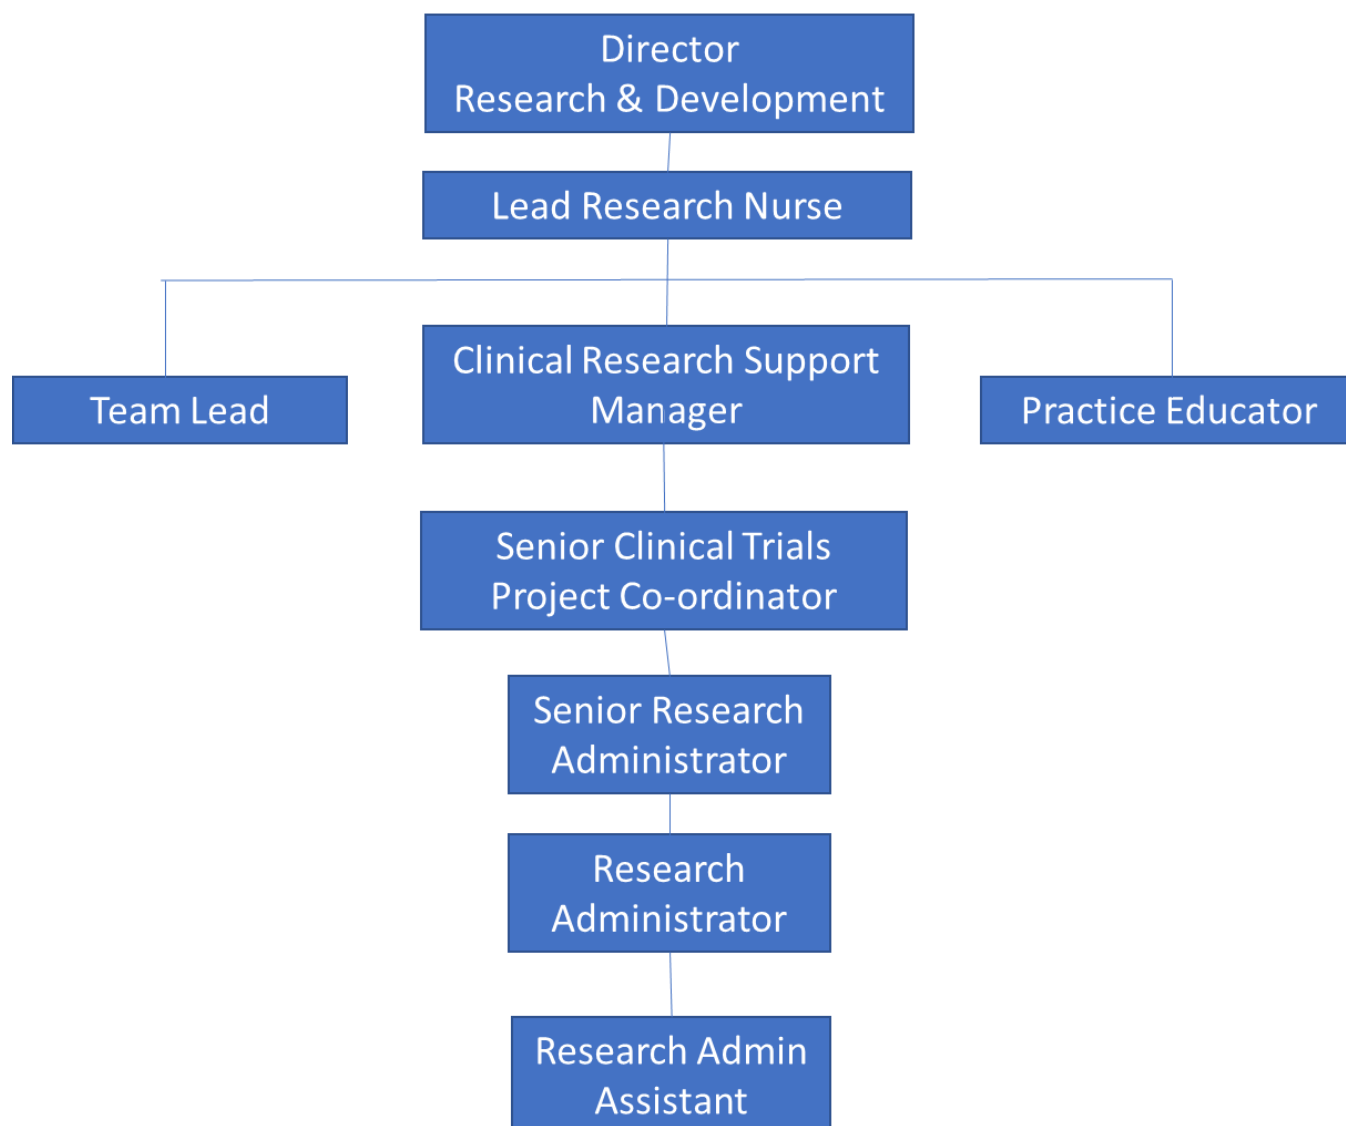 Director
Research & Development
Lead Research Nurse
Clinical Research Support
Manager
Team Lead
Practice Educator
Senior Clinical Trials
Project Co-ordinator
Senior Research
Administrator
Research
Administrator
Research Admin
Assistant